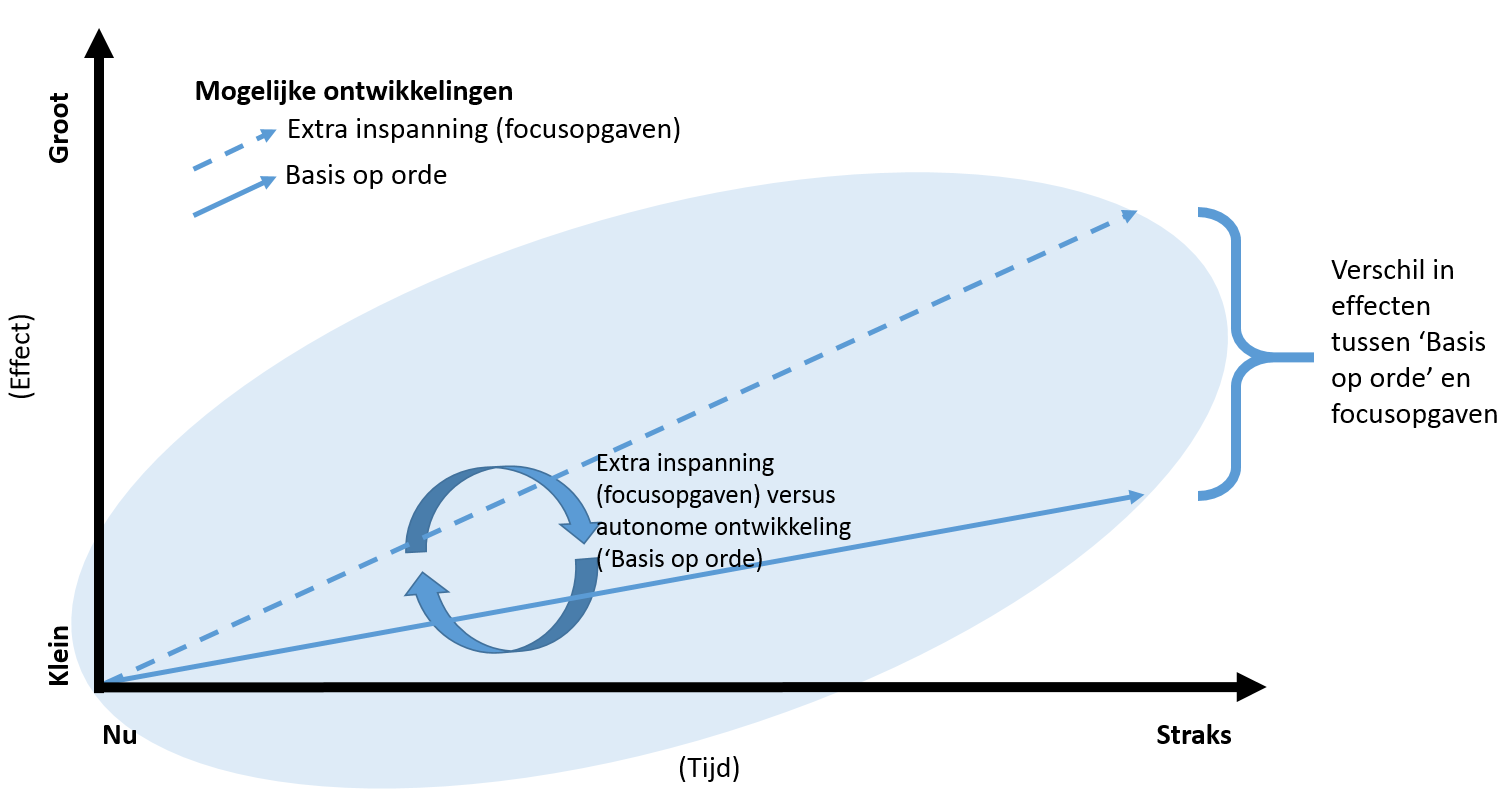 Mogelijke ontwikkelingen
Extra inspanning (focusopgaven)
Basis op orde
Groot
(Effect)
Klein
Verschil in
effecten
tussen ‘Basis
op orde’ en
focusopgaven
Extra inspanning
(focusopgaven) versus
autonome ontwikkeling
(‘Basis op orde)
Nu
Straks
(Tijd)